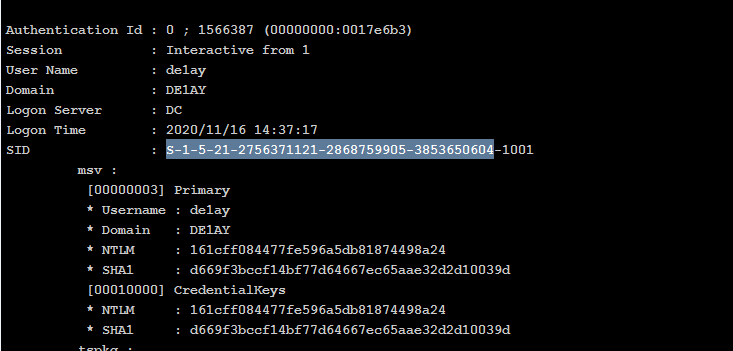 Authentication Id : 0 ; 1566387 (00000000:0017e6b3)
Session : Interactive from 1
User Name : de1ay
Domain : DE1AY
Logon Server : DC
Logon Time : 2020/11/16 14:37:17
SID : S-1-5-21-2756371121-2868759905-3853650604-1001
msv :
[00000003] Primary
* Username : de1ay
* Domain : DE1AY
* NTLM : 161cff084477fe596a5db81874498a24
* SHA1 : d669f3bccf14bf77d64667ec65aae32d2d10039d
[00010000] CredentialKeys
* NTLM : 161cff084477fe596a5db81874498a24
* SHA1 : d669f3bccf14bf77d64667ec65aae32d2d10039d
tspkg :